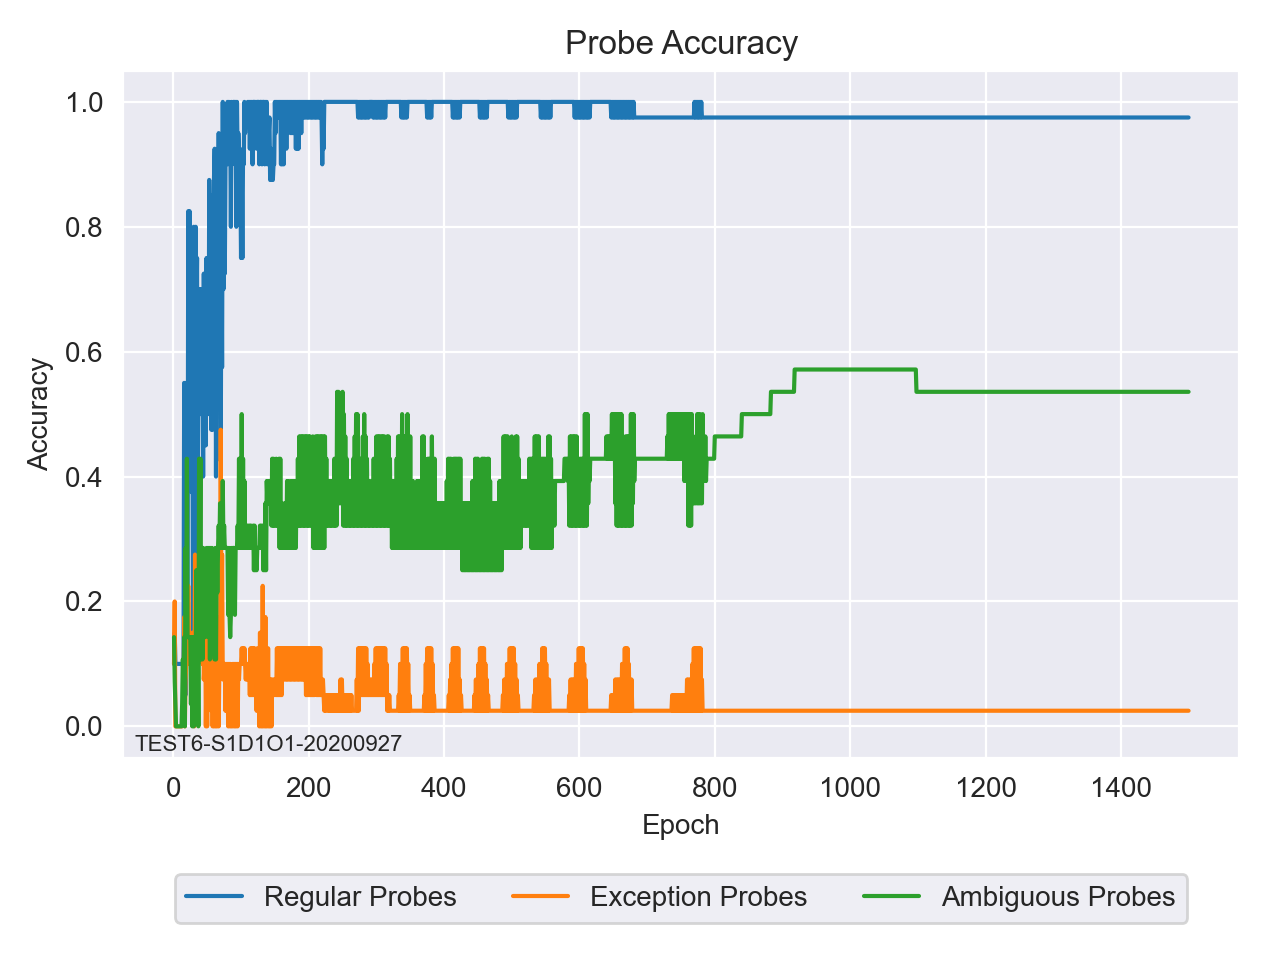 Probe Accuracy
1.0
0.8
0.6
0.4
0.2
0.0
Accuracy
TEST6-S1D1O1-20200927
0 200 400 600 800 1000 1200 1400
Epoch
Regular Probes Exception Probes Ambiguous Probes